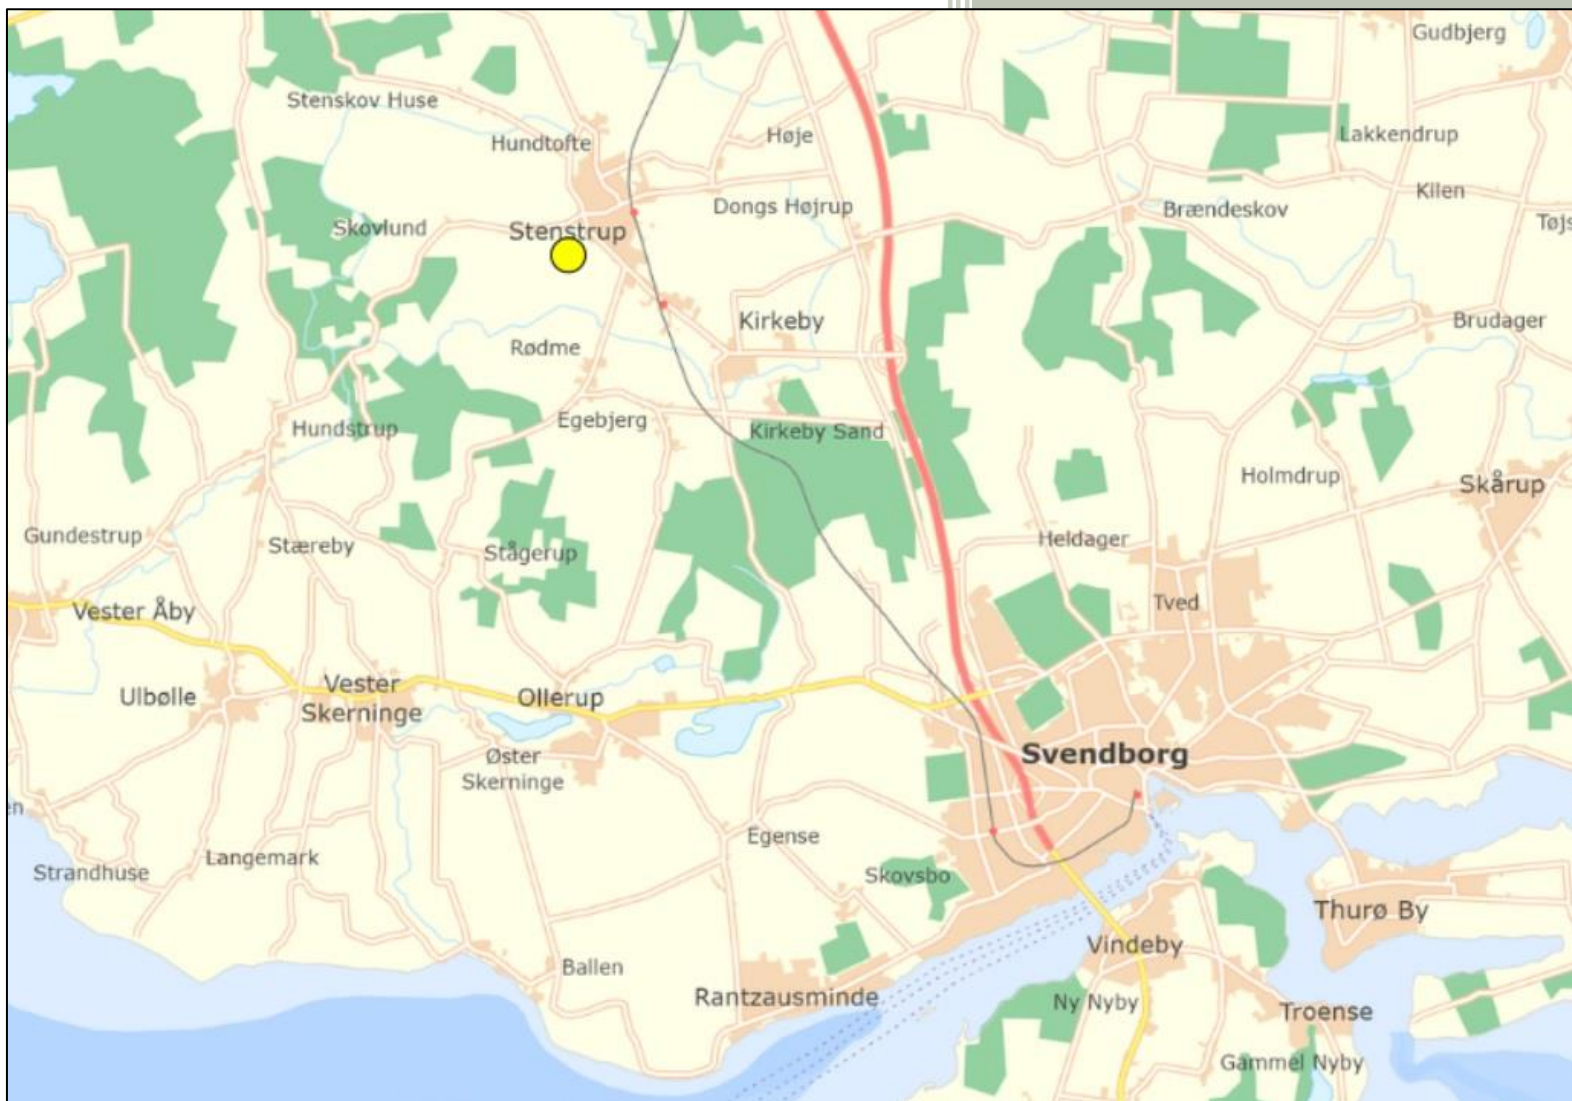 Gudbjerg
Stenskov Huse
Hundtofte
Høje
Lakkendrup
Kilen
Dongs Højrup
Brændeskov
Skovlund
Stenstrup
Kirkeby
Brudager
Rødme
Egebjerg
Hundstrup
Kirkeby Sand
Holmdrup
Skårup
Gundestrup
Stæreby
Stågerup
Heldager
Vester Åby
Tved
Ulbølle
Vester
Skerninge
Ollerup
Øster
Skerninge
Svendborg
Egense
Strandhuse
Langemark
Skovsbo
Thurø By
Vindeby
Ballen
Rantzausminde
Ny Nyby
Troense
Gammel Nyby